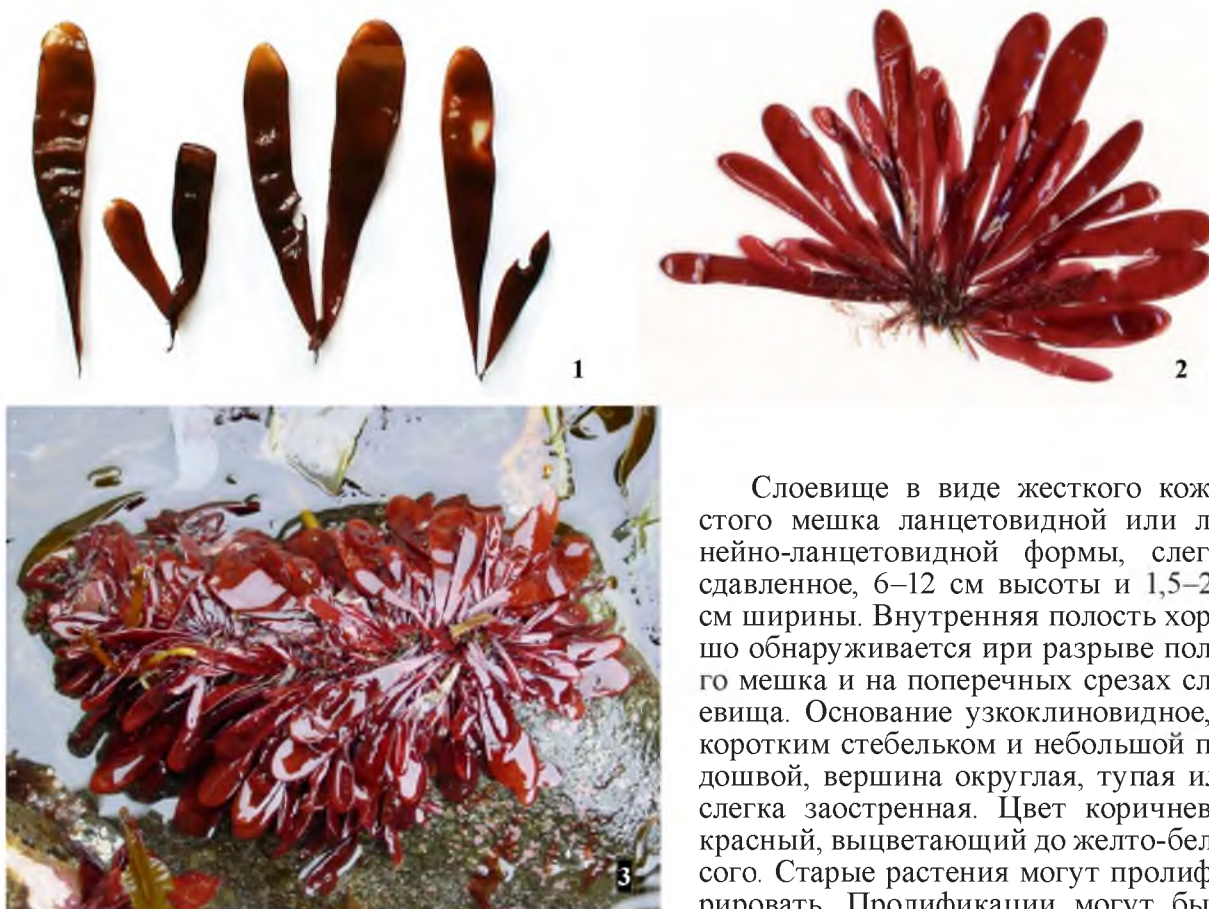 1
2
3
Слоевище в виде жесткого кож
стого мешка ланцетовидной или л
нейно-ланцетовидной формы, слег
сдавленное, 6–12 см высоты и 1,5–2
см ширины. Внутренняя полость хор
шо обнаруживается ири разрыве пол
го мешка и на поперечных срезах сл
евища. Основание узкоклиновидное,
коротким стебельком и небольшой п
дошвой, вершина округлая, тупая ил
слегка заостренная. Цвет коричнев
красный, выцветающий до желто-бел
сого. Старые растения могут пролиф
рировать. Пролификации могут бы